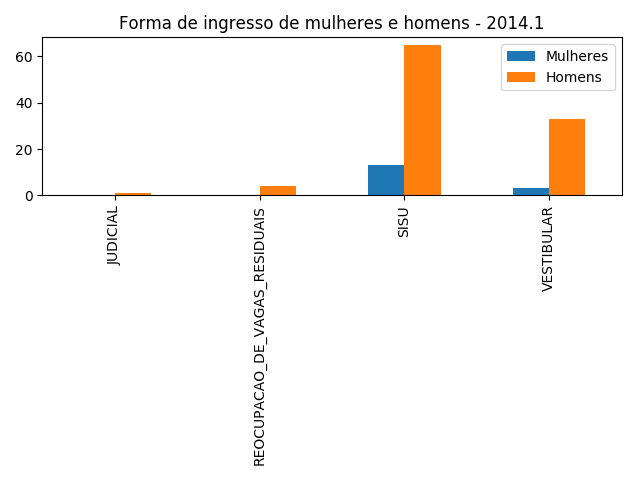 Forma de ingresso de mulheres e homens - 2014.1
Mulheres
Homens
60
40
20
0
JUDICIAL
REOCUPACAO_DE_VAGAS_RESIDUAIS
SISU
VESTIBULAR